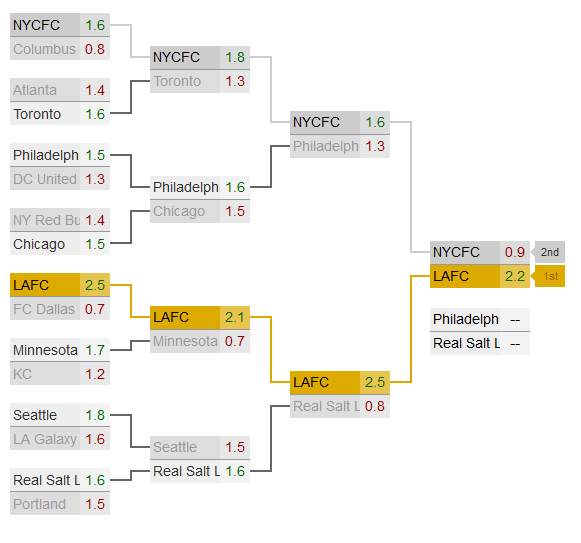 NYCFC 1.6
Columbus 0.8
Atlanta 1.4
Toronto 1.6
Philadelph 1.5
DC United 1.3
NY Red Bu 1.4
Chicago 1.5
LAFC 2.5
FC Dallas 0.7
Minnesota 1.7
KC 1.2
Seattle 1.8
LA Galaxy 1.6
Real Salt L 1.6
Portland 1.5
NYCFC 1.8
Toronto 1.3
Philadelph 1.6
Chicago 1.5
LAFC 2.1
Minnesota 0.7
Seattle 1.5
Real Salt L 1.6
NYCFC 1.6
Philadelph 1.3
LAFC 2.5
Real Salt L 0.8
NYCFC 0.9 2nd
LAFC 2.2 1st
Philadelph --
Real Salt L --